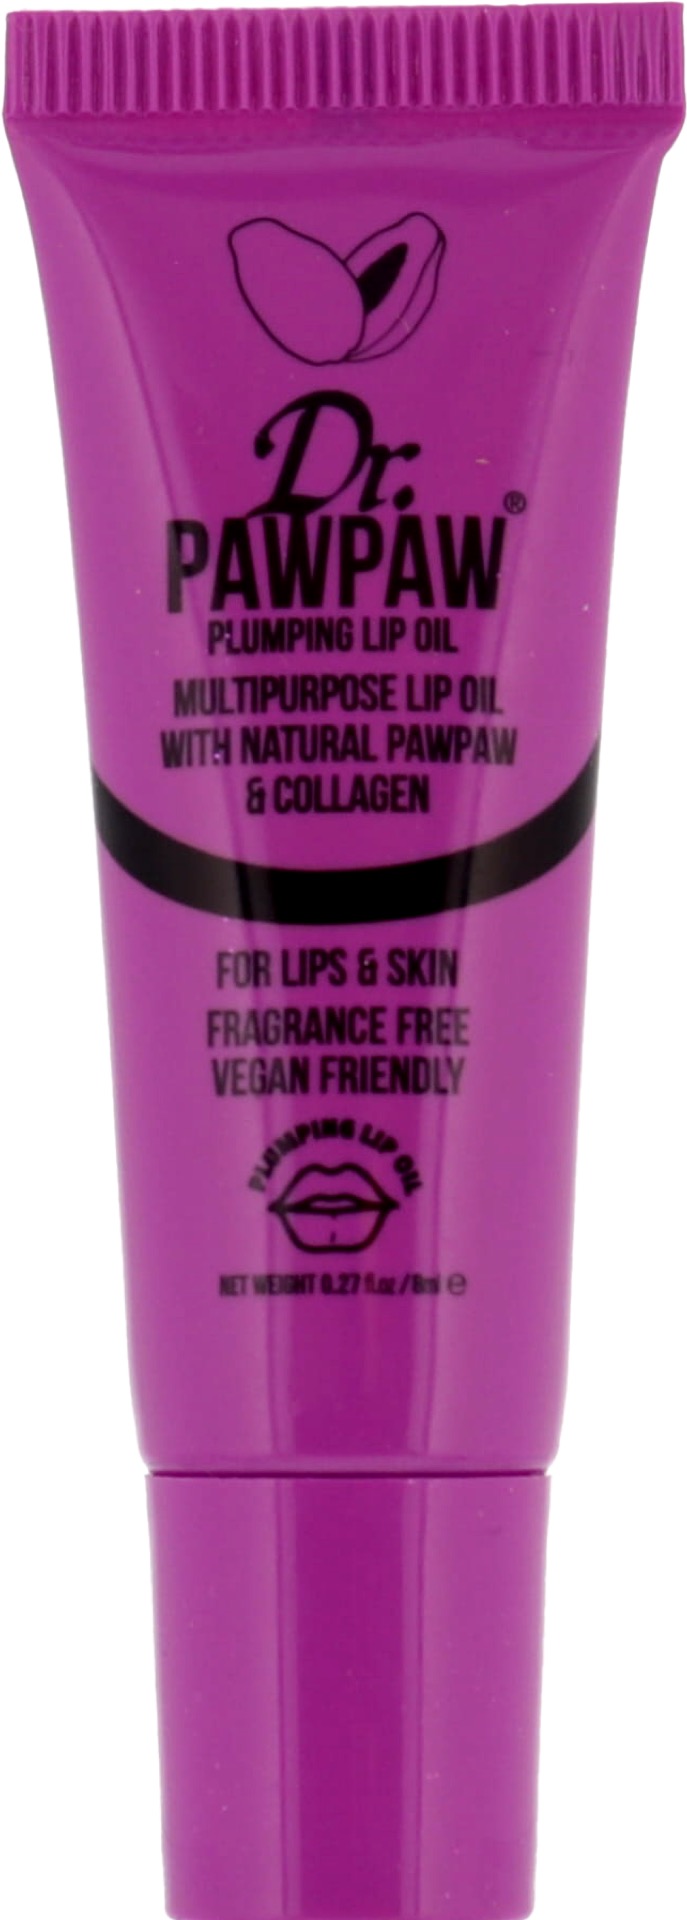 Dr.
PAWPAW®
PLUMPING LIP OIL
MULTIPURPOSE LIP OIL
WITH NATURAL PAWPAW
& COLLAGEN
FOR LIPS & SKIN
FRAGRANCE FREE
VEGAN FRIENDLY
PLUMPING LIP OIL
NET WEIGHT 0.27 fl.oz / 8ml ℮